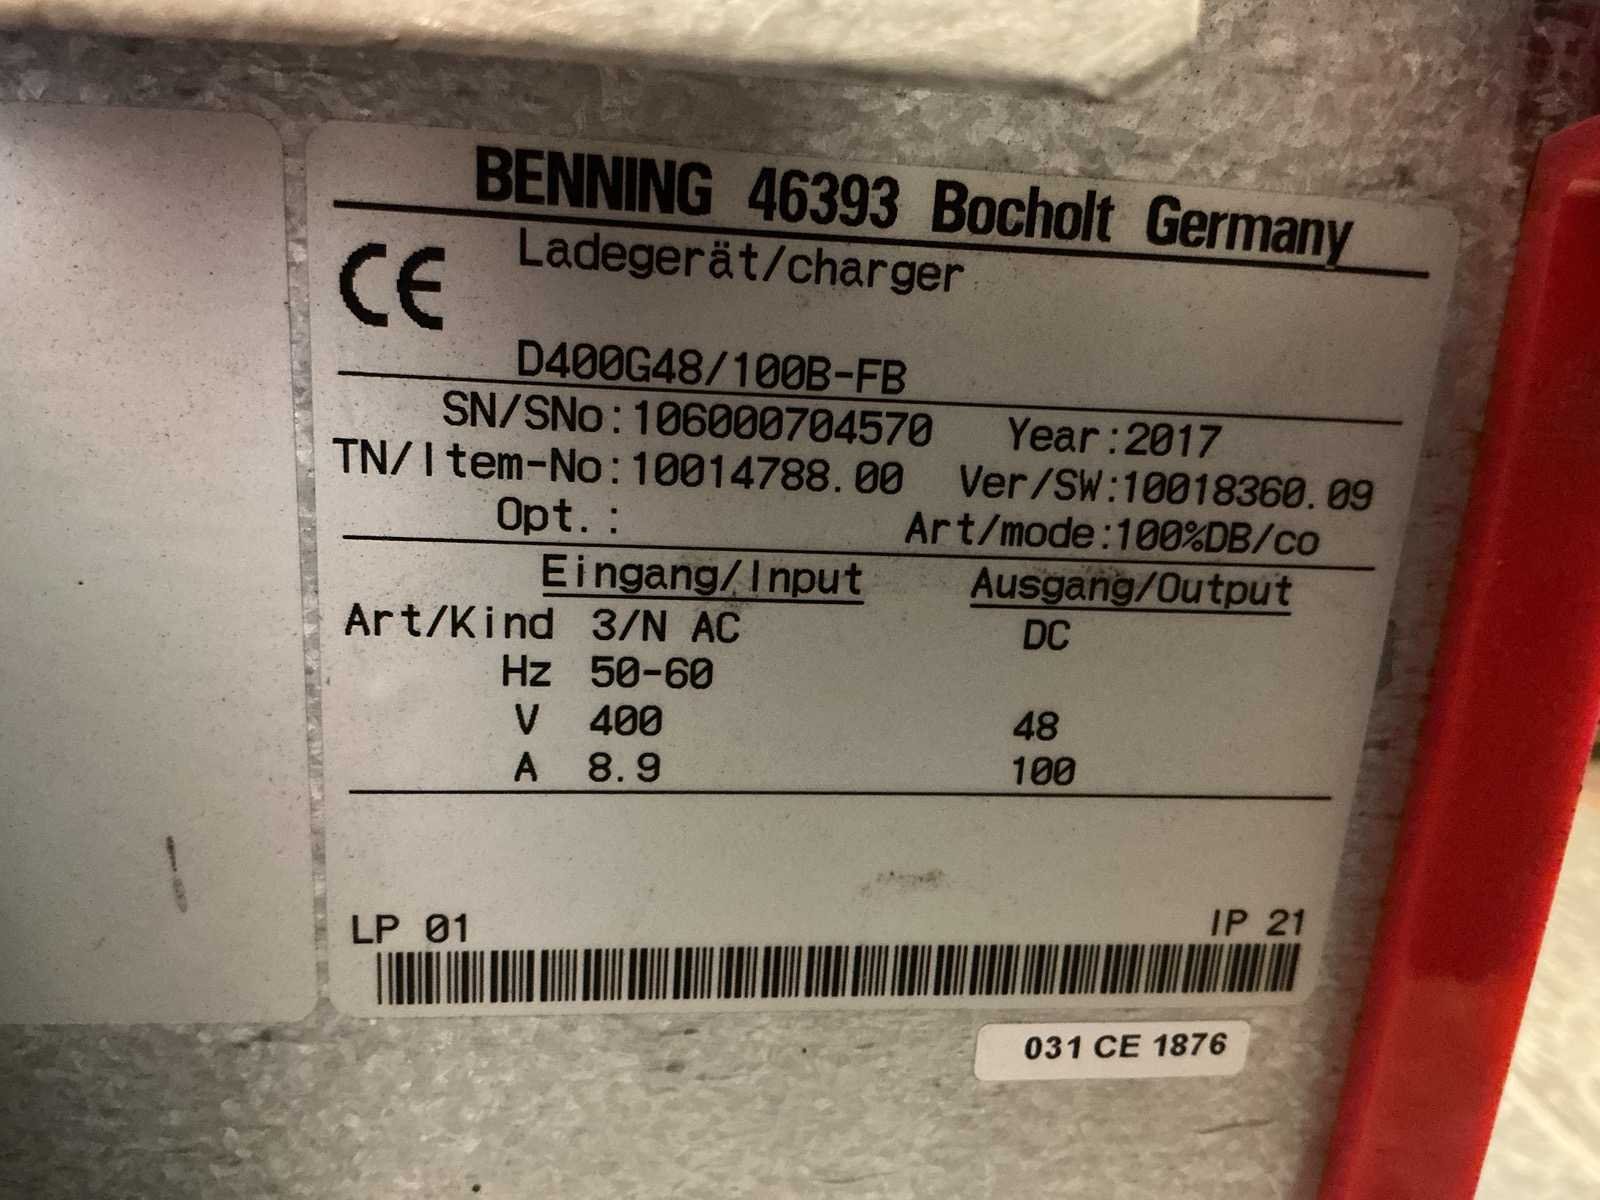 BENNING 46393 Bocholt Germany
CE Ladegerät/charger
D400G48/100B-FB
SN/SNo:106000704570 Year:2017
TN/Item-No:10014788.00 Ver/SW:10018360.09
Opt.: Art/mode:100%DB/co
Eingang/Input Ausgang/Output
Art/Kind 3/N AC DC
Hz 50-60
V 400 48
A 8.9 100
LP 01 IP 21
031 CE 1876